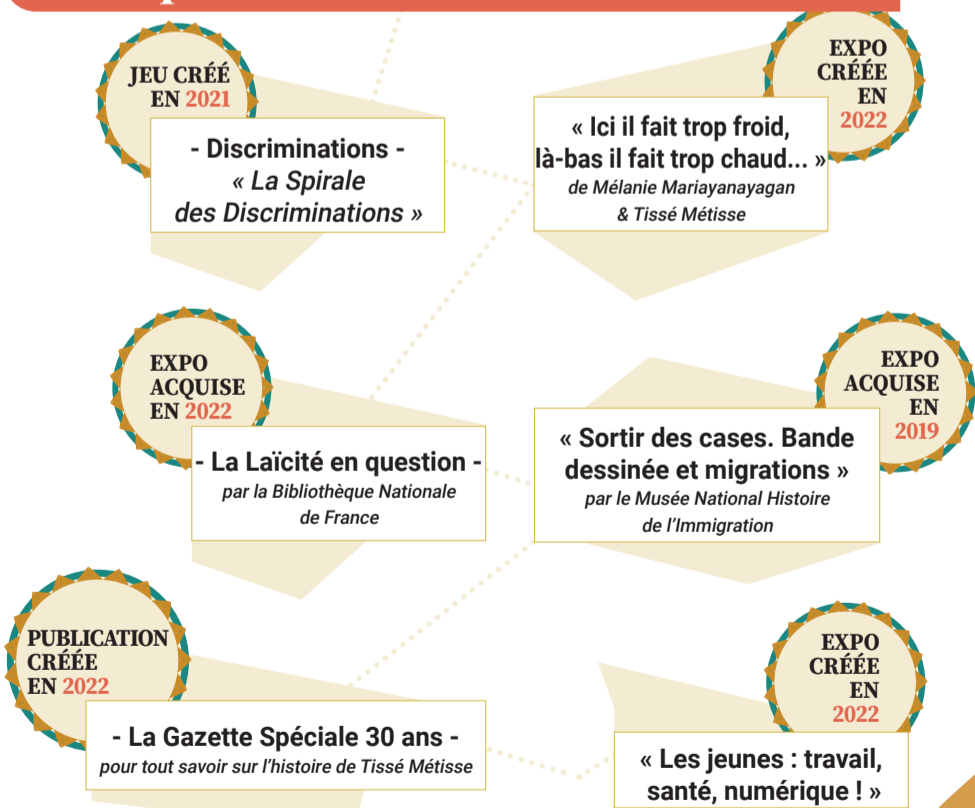 JEU CRÉÉ
EN 2021
- Discriminations -
« La Spirale
des Discriminations »
EXPO
CRÉÉE
EN
2022
« Ici il fait trop froid,
là-bas il fait trop chaud... »
de Mélanie Mariayanayagan
& Tissé Métisse
EXPO
ACQUISE
EN 2022
- La Laïcité en question -
par la Bibliothèque Nationale
de France
EXPO
ACQUISE
EN
2019
« Sortir des cases. Bande
dessinée et migrations »
par le Musée National Histoire
de l’Immigration
PUBLICATION
CRÉÉE
EN 2022
- La Gazette Spéciale 30 ans -
pour tout savoir sur l’histoire de Tissé Métisse
EXPO
CRÉÉE
EN
2022
« Les jeunes : travail,
santé, numérique ! »